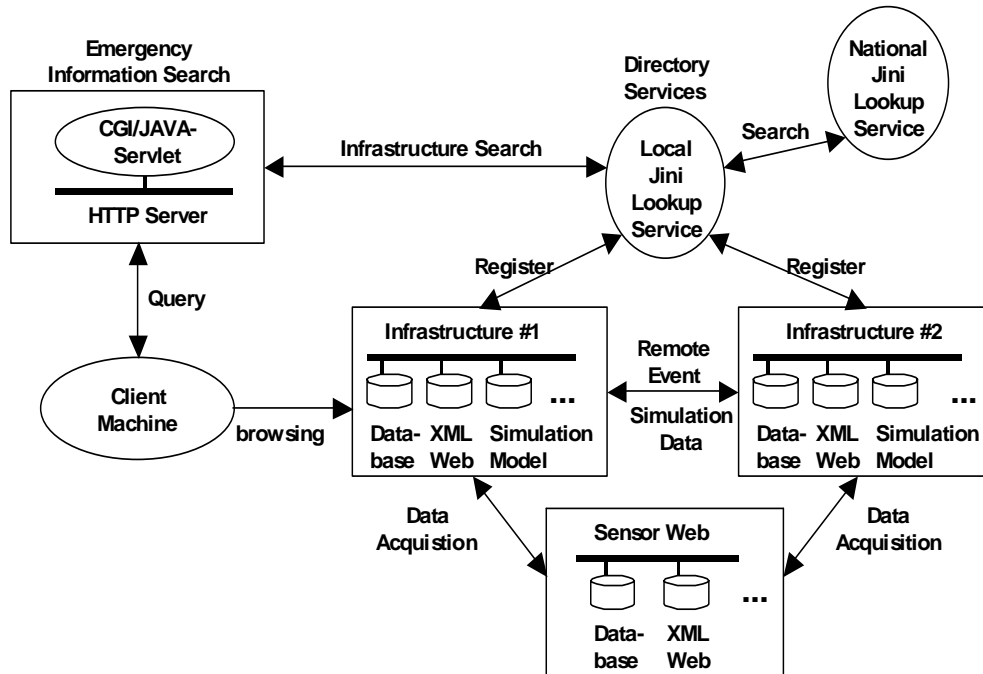 Emergency
Information Search
CGI/JAVA-
Servlet
HTTP Server
Infrastructure Search
Directory
Services
Local
Jini
Lookup
Service
Search
National
Jini
Lookup
Service
Query
Register
Register
Client
Machine
browsing
Infrastructure #1
...
Data-
base
XML
Web
Simulation
Model
Remote
Event
Simulation
Data
Infrastructure #2
...
Data-
base
XML
Web
Simulation
Model
Data
Acquistion
Data
Acquisition
Sensor Web
...
Data-
base
XML
Web